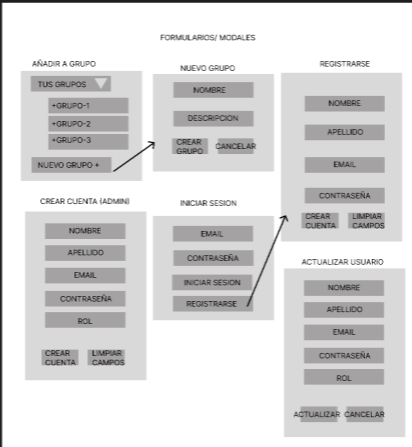 FORMULARIOS/ MODALES
AÑADIR A GRUPO
TUS GRUPOS
+GRUPO-1
+GRUPO-2
+GRUPO-3
NUEVO GRUPO +
NUEVO GRUPO
NOMBRE
DESCRIPCION
CREAR
GRUPO
CANCELAR
REGISTRARSE
NOMBRE
APELLIDO
EMAIL
CONTRASEÑA
CREAR
CUENTA
LIMPIAR
CAMPOS
CREAR CUENTA (ADMIN)
NOMBRE
APELLIDO
EMAIL
CONTRASEÑA
ROL
CREAR
CUENTA
LIMPIAR
CAMPOS
INICIAR SESION
EMAIL
CONTRASEÑA
INICIAR SESION
REGISTRARSE
ACTUALIZAR USUARIO
NOMBRE
APELLIDO
EMAIL
CONTRASEÑA
ROL
ACTUALIZAR
CANCELAR